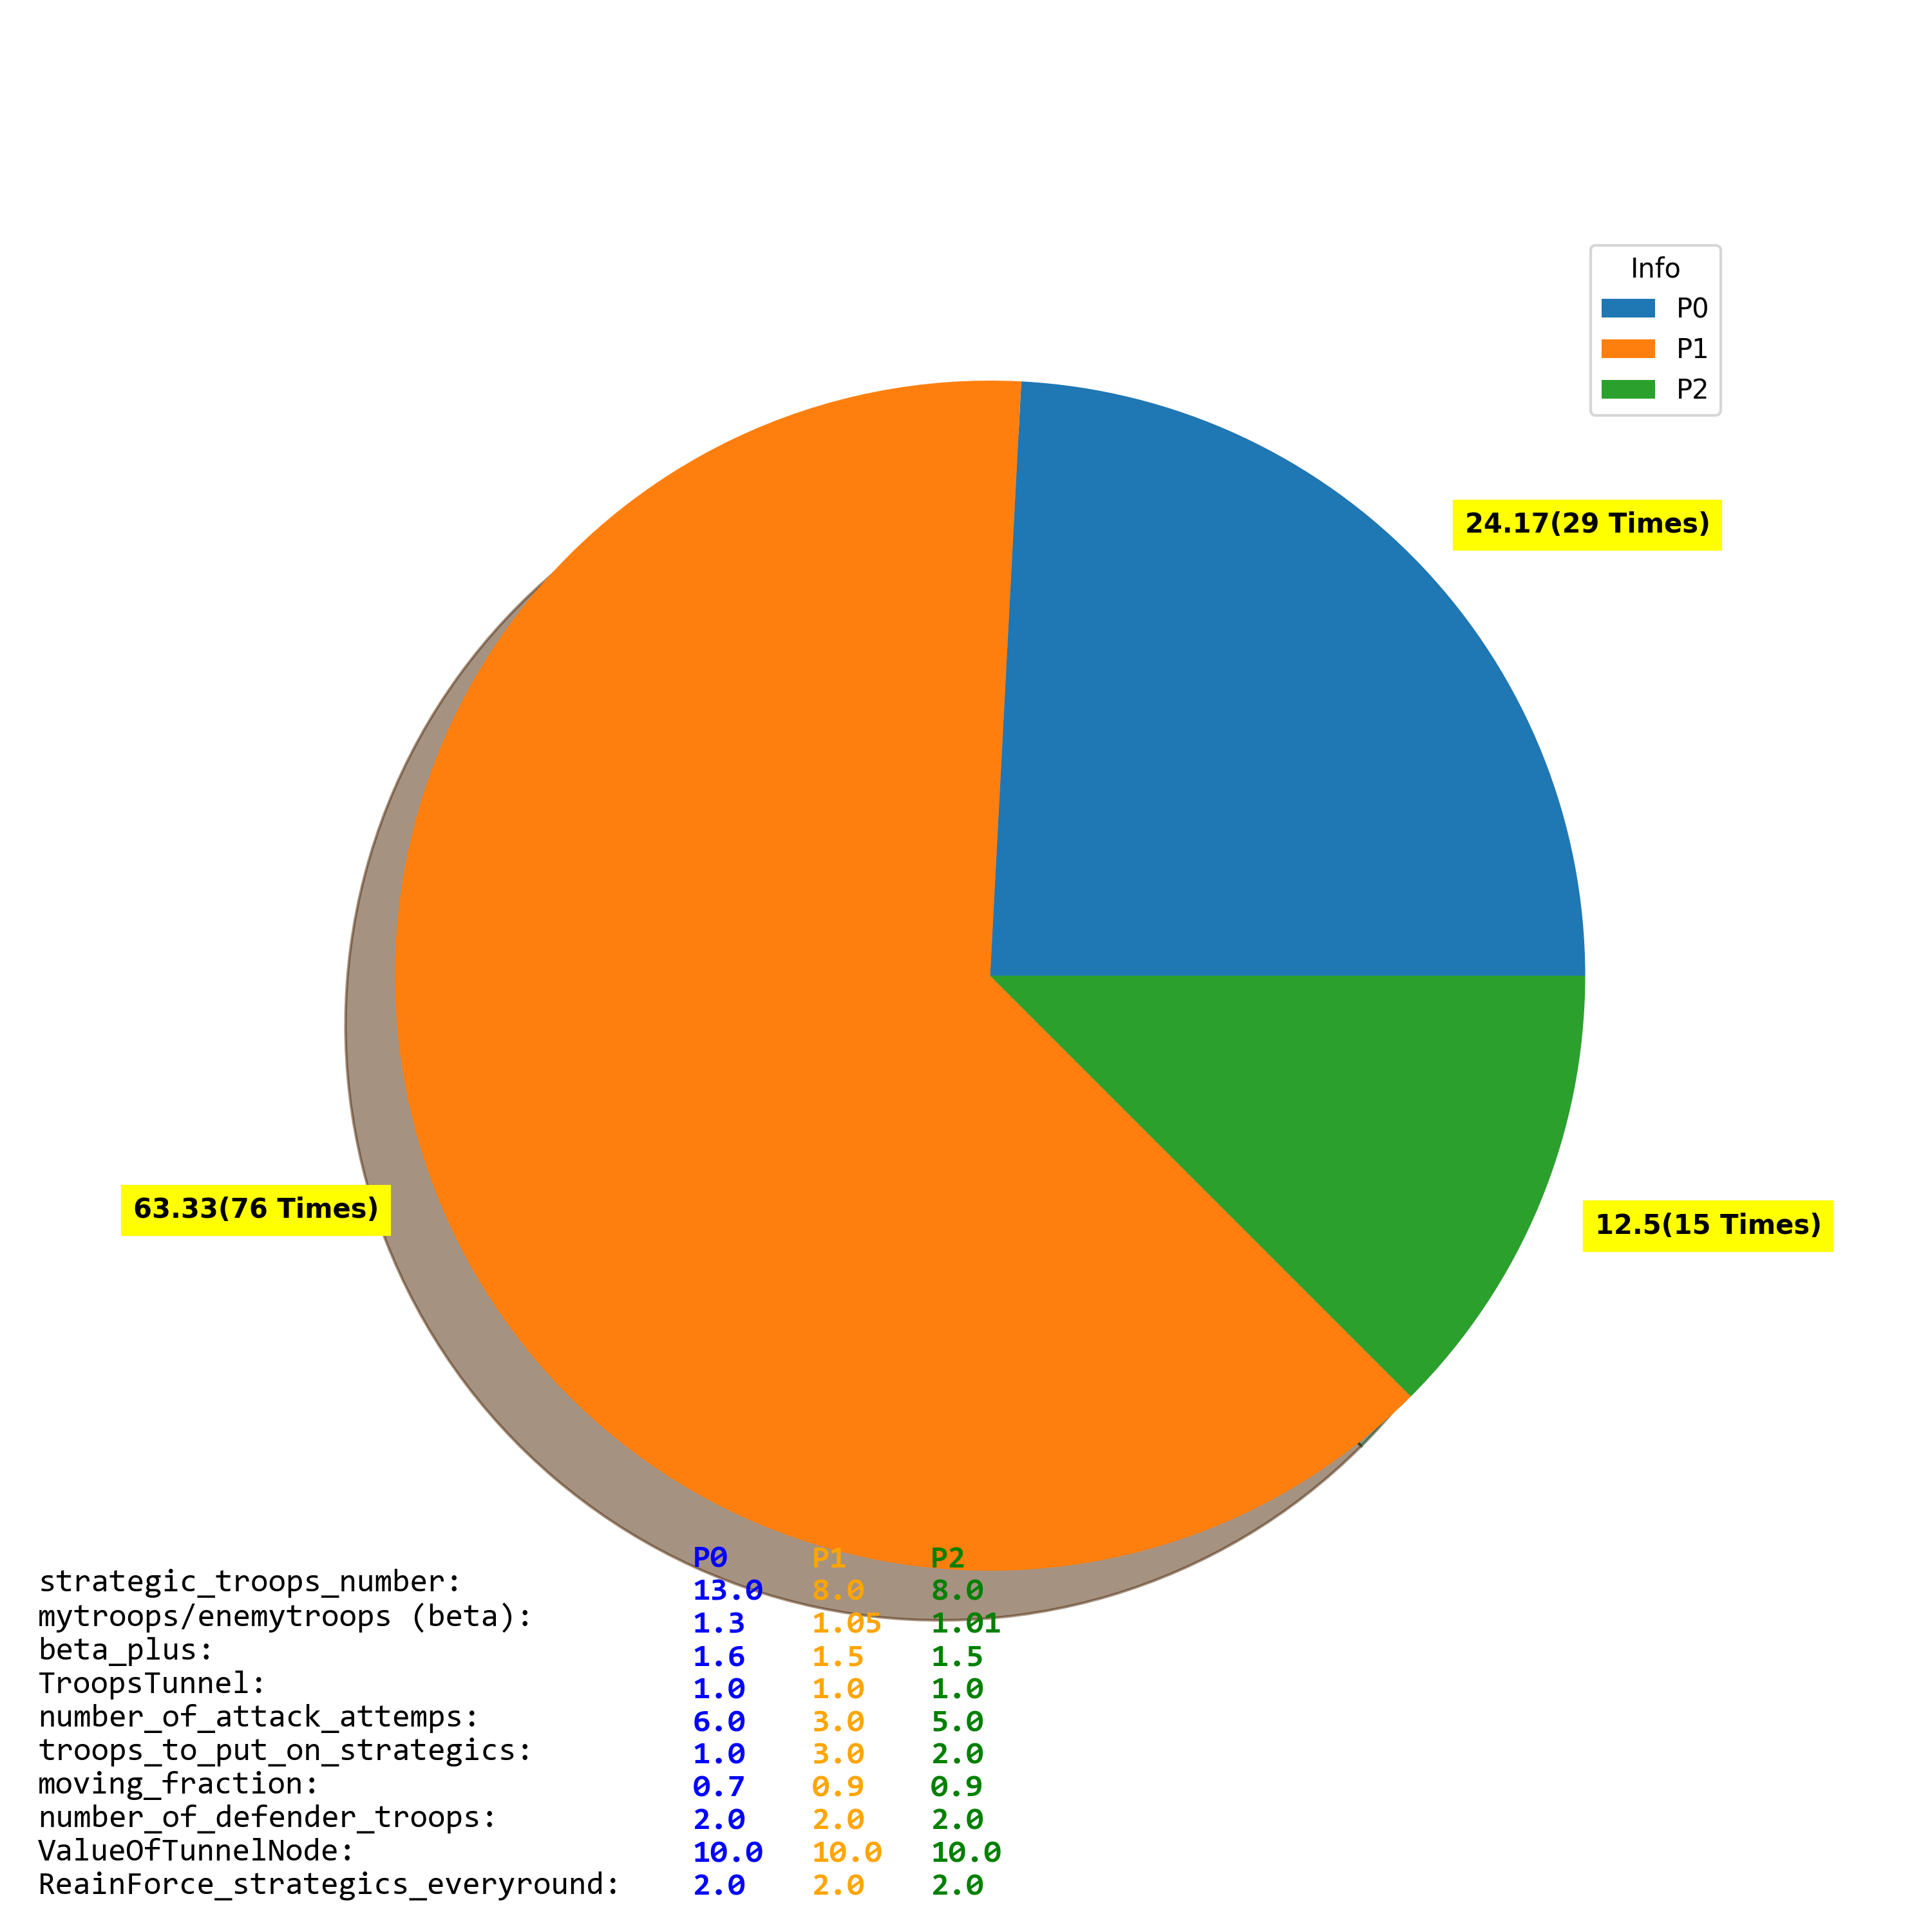 Info
P0
P1
P2
24.17(29 Times)
63.33(76 Times)
12.5(15 Times)
P0 P1 P2
strategic_troops_number: 13.0 8.0 8.0
mytroops/enemytroops (beta): 1.3 1.05 1.01
beta_plus: 1.6 1.5 1.5
TroopsTunnel: 1.0 1.0 1.0
number_of_attack_attemps: 6.0 3.0 5.0
troops_to_put_on_strategics: 1.0 3.0 2.0
moving_fraction: 0.7 0.9 0.9
number_of_defender_troops: 2.0 2.0 2.0
ValueOfTunnelNode: 10.0 10.0 10.0
ReainForce_strategics_everyround: 2.0 2.0 2.0